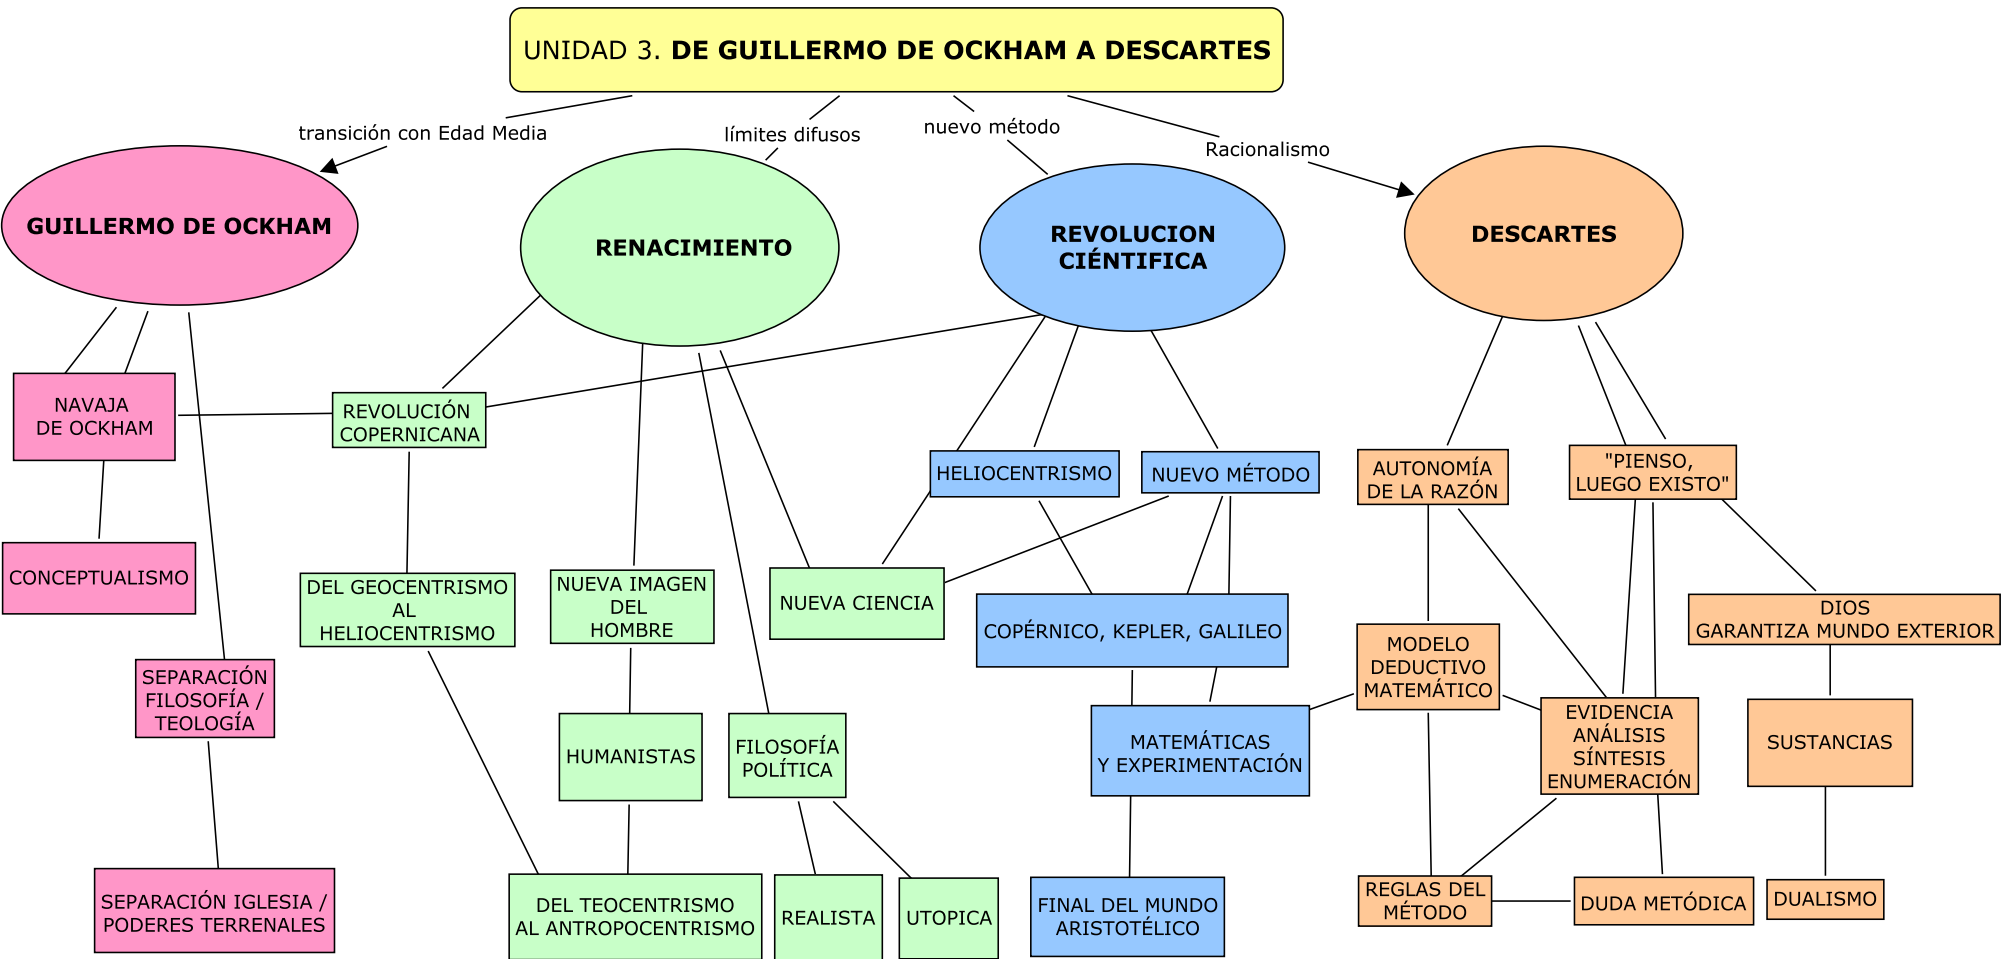 UNIDAD 3. DE GUILLERMO DE OCKHAM A DESCARTES
transición con Edad Media
límites difusos
nuevo método
Racionalismo
GUILLERMO DE OCKHAM
RENACIMIENTO
REVOLUCION
CIÉNTIFICA
DESCARTES
NAVAJA
DE OCKHAM
REVOLUCIÓN
COPERNICANA
HELIOCENTRISMO
NUEVO MÉTODO
AUTONOMÍA
DE LA RAZÓN
"PIENSO,
LUEGO EXISTO"
CONCEPTUALISMO
DEL GEOCENTRISMO
AL
HELIOCENTRISMO
NUEVA IMAGEN
DEL
HOMBRE
NUEVA CIENCIA
COPÉRNICO, KEPLER, GALILEO
DIOS
GARANTIZA MUNDO EXTERIOR
SEPARACIÓN
FILOSOFÍA /
TEOLOGÍA
MODELO
DEDUCTIVO
MATEMÁTICO
HUMANISTAS
FILOSOFÍA
POLÍTICA
MATEMÁTICAS
Y EXPERIMENTACIÓN
EVIDENCIA
ANÁLISIS
SÍNTESIS
ENUMERACIÓN
SUSTANCIAS
SEPARACIÓN IGLESIA /
PODERES TERRENALES
DEL TEOCENTRISMO
AL ANTROPOCENTRISMO
REALISTA
UTOPICA
FINAL DEL MUNDO
ARISTOTÉLICO
REGLAS DEL
MÉTODO
DUDA METÓDICA
DUALISMO